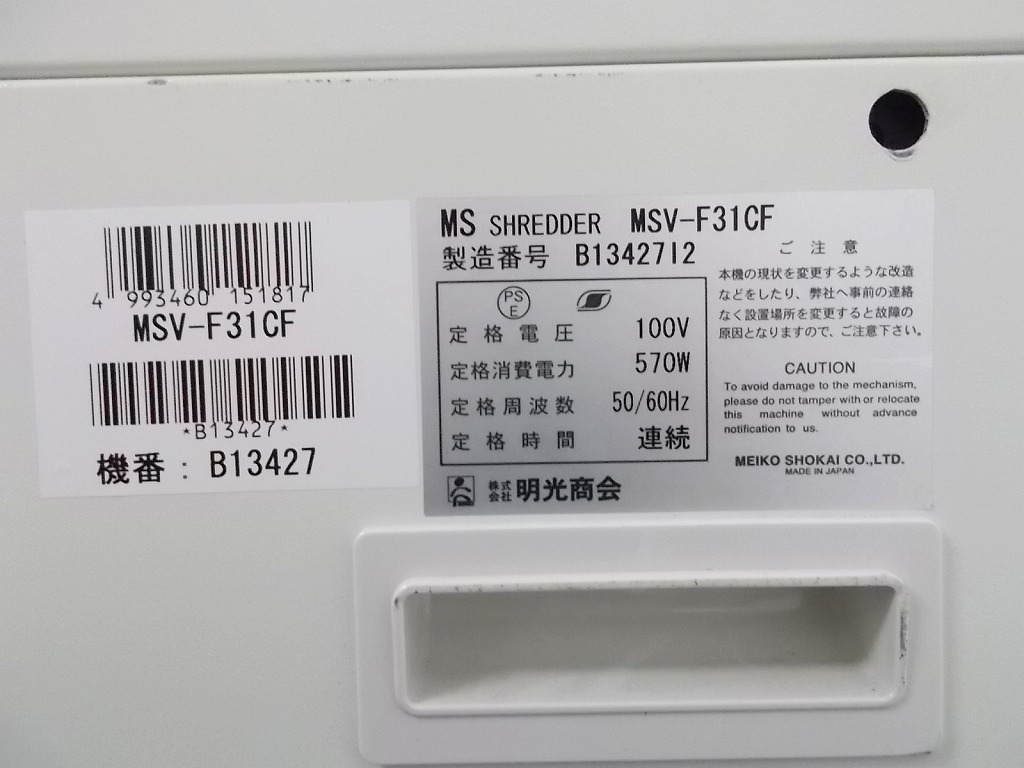 4 993460 151817
MSV-F31CF
*B13427*
機番：B13427
MS SHREDDER MSV-F31CF
製造番号 B13427I2
PS
E
定格電圧 100V
定格消費電力 570W
定格周波数 50/60Hz
定格時間 連続
株式
会社 明光商会
ご注意
本機の現状を変更するような改造
などをしたり、弊社へ事前の連絡
なく設置場所を変更すると故障の
原因となりますので、ご注意下さい。
CAUTION
To avoid damage to the mechanism,
please do not tamper with or relocate
this machine without advance
notification to us.
MEIKO SHOKAI CO.,LTD.
MADE IN JAPAN